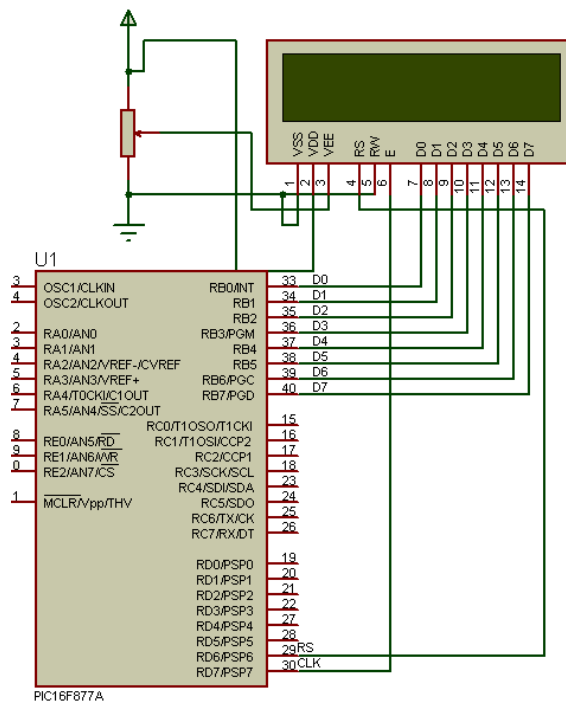 VSS VDD VEE RS RW E D0 D1 D2 D3 D4 D5 D6 D7
1 2 3 4 5 6 7 8 9 10 11 12 13 14
U1
3 OSC1/CLKIN RB0/INT 33 D0
4 OSC2/CLKOUT RB1 34 D1
RB2 35 D2
2 RA0/AN0 RB3/PGM 36 D3
3 RA1/AN1 RB4 37 D4
4 RA2/AN2/VREF-/CVREF RB5 38 D5
5 RA3/AN3/VREF+ RB6/PGC 39 D6
6 RA4/T0CKI/C1OUT RB7/PGD 40 D7
7 RA5/AN4/SS/C2OUT
RC0/T1OSO/T1CKI 15
8 RE0/AN5/RD RC1/T1OSI/CCP2 16
9 RE1/AN6/WR RC2/CCP1 17
0 RE2/AN7/CS RC3/SCK/SCL 18
RC4/SDI/SDA 23
1 MCLR/Vpp/THV RC5/SDO 24
RC6/TX/CK 25
RC7/RX/DT 26
RD0/PSP0 19
RD1/PSP1 20
RD2/PSP2 21
RD3/PSP3 22
RD4/PSP4 27
RD5/PSP5 28
RD6/PSP6 29 RS
RD7/PSP7 30 CLK
PIC16F877A